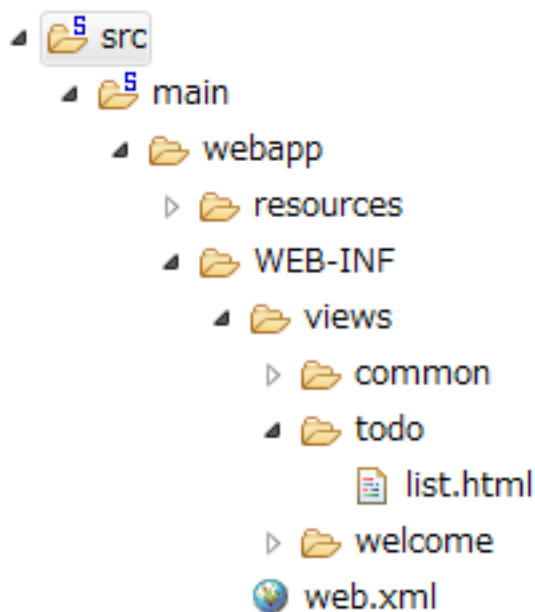 src
main
webapp
resources
WEB-INF
views
common
todo
list.html
welcome
web.xml